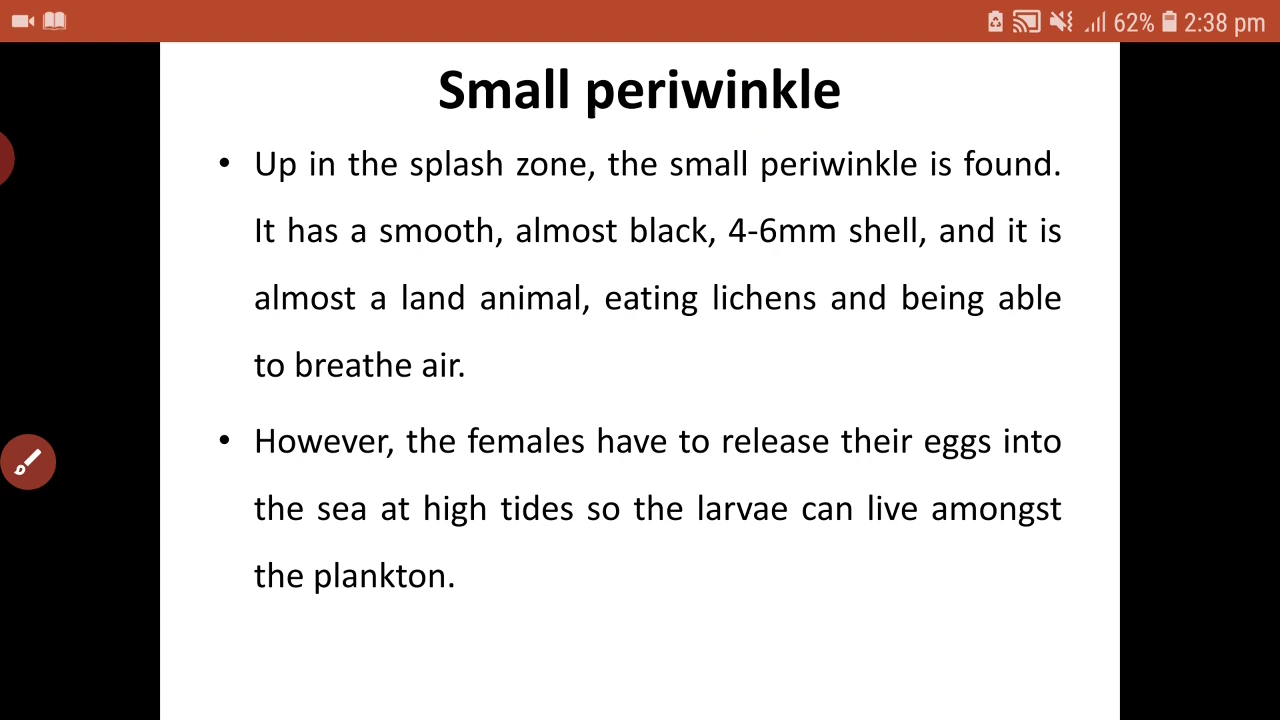 62% 2:38 pm
Small periwinkle
• Up in the splash zone, the small periwinkle is found.
It has a smooth, almost black, 4-6mm shell, and it is
almost a land animal, eating lichens and being able
to breathe air.
• However, the females have to release their eggs into
the sea at high tides so the larvae can live amongst
the plankton.